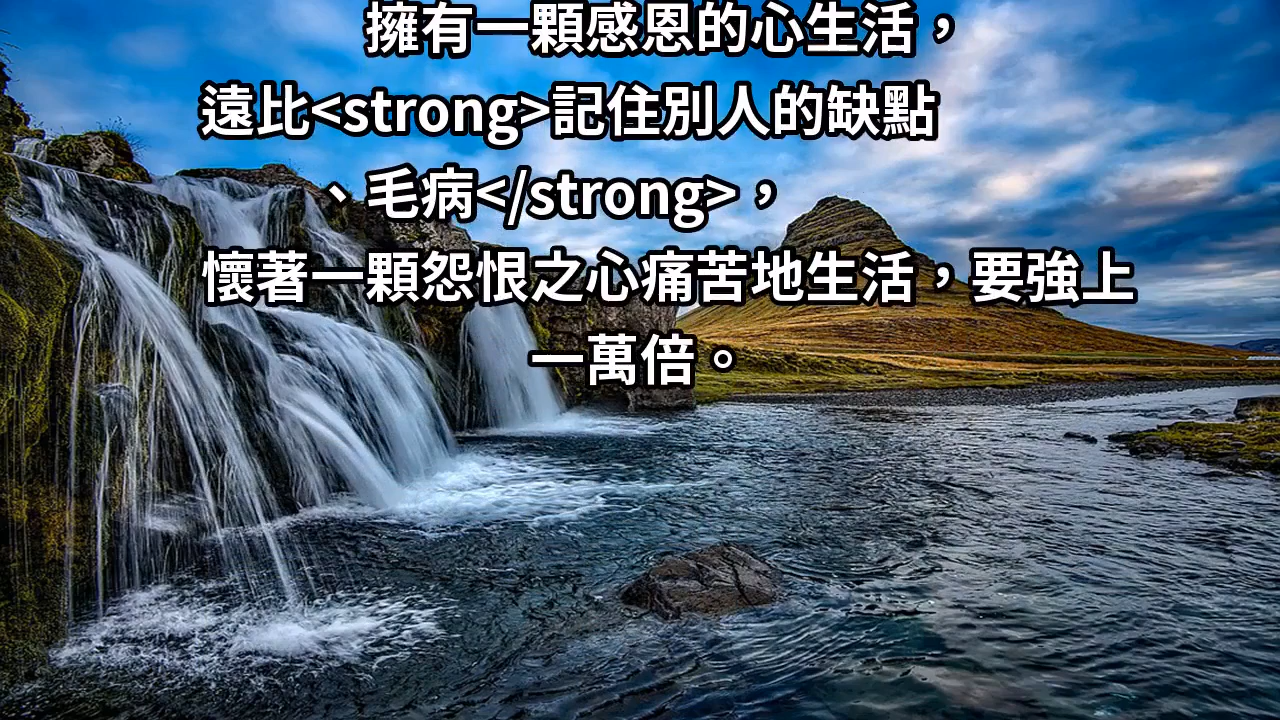 擁有一顆感恩的心生活，
遠比<strong>記住別人的缺點
、毛病</strong>，
懷著一顆怨恨之心痛苦地生活，要強上
一萬倍。